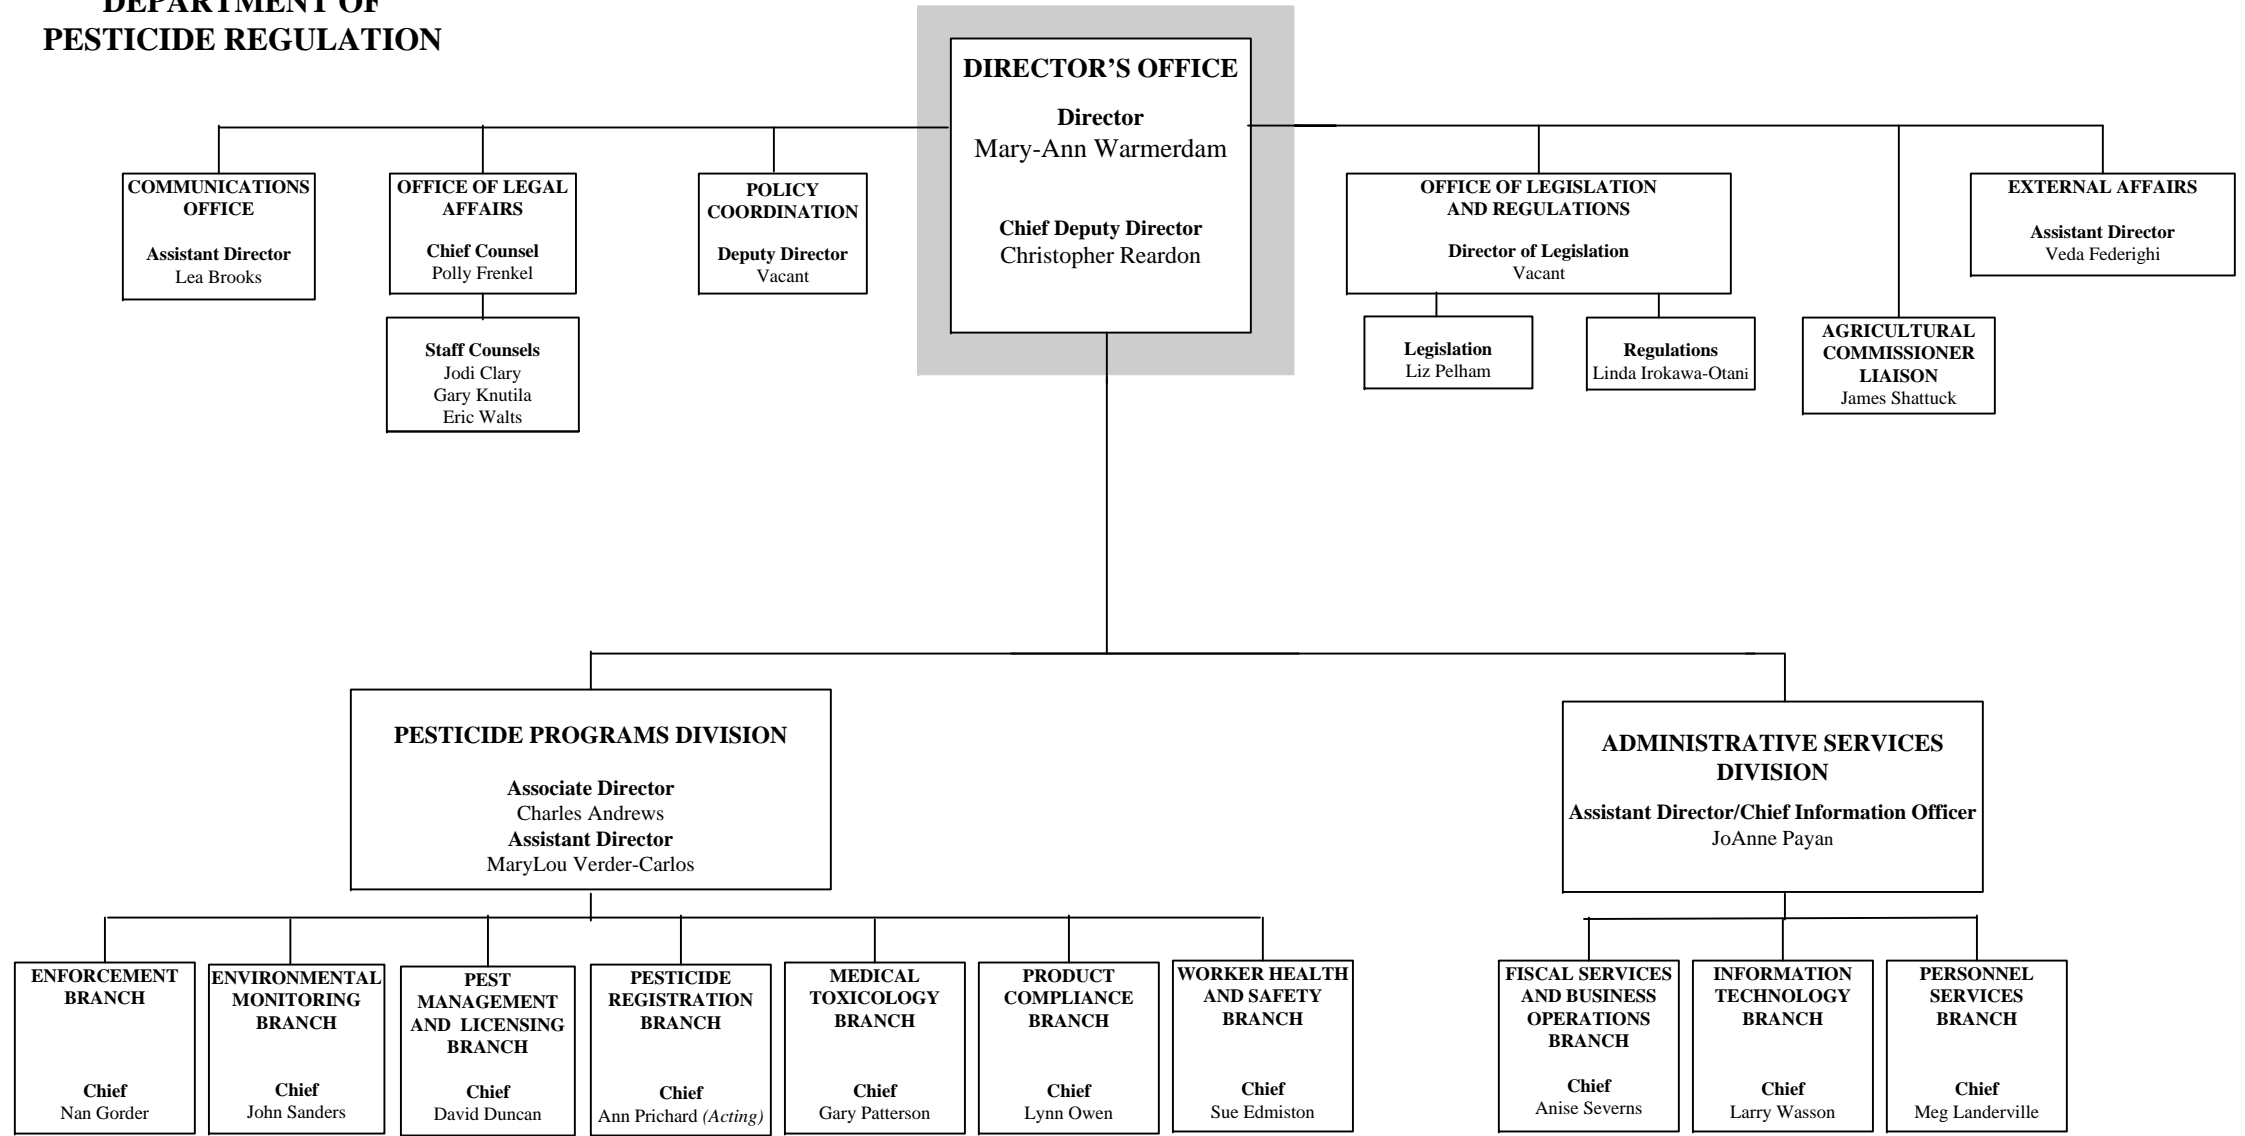 DEPARTMENT OF
PESTICIDE REGULATION
DIRECTOR’S OFFICE
Director
Mary-Ann Warmerdam
Chief Deputy Director
Christopher Reardon
COMMUNICATIONS
OFFICE
Assistant Director
Lea Brooks
OFFICE OF LEGAL
AFFAIRS
Chief Counsel
Polly Frenkel
Staff Counsels
Jodi Clary
Gary Knutila
Eric Walts
POLICY
COORDINATION
Deputy Director
Vacant
OFFICE OF LEGISLATION
AND REGULATIONS
Director of Legislation
Vacant
Legislation
Liz Pelham
Regulations
Linda Irokawa-Otani
AGRICULTURAL
COMMISSIONER
LIAISON
James Shattuck
EXTERNAL AFFAIRS
Assistant Director
Veda Federighi
PESTICIDE PROGRAMS DIVISION
Associate Director
Charles Andrews
Assistant Director
MaryLou Verder-Carlos
ADMINISTRATIVE SERVICES
DIVISION
Assistant Director/Chief Information Officer
JoAnne Payan
ENFORCEMENT
BRANCH
Chief
Nan Gorder
ENVIRONMENTAL
MONITORING
BRANCH
Chief
John Sanders
PEST
MANAGEMENT
AND LICENSING
BRANCH
Chief
David Duncan
PESTICIDE
REGISTRATION
BRANCH
Chief
Ann Prichard (Acting)
MEDICAL
TOXICOLOGY
BRANCH
Chief
Gary Patterson
PRODUCT
COMPLIANCE
BRANCH
Chief
Lynn Owen
WORKER HEALTH
AND SAFETY
BRANCH
Chief
Sue Edmiston
FISCAL SERVICES
AND BUSINESS
OPERATIONS
BRANCH
Chief
Anise Severns
INFORMATION
TECHNOLOGY
BRANCH
Chief
Larry Wasson
PERSONNEL
SERVICES
BRANCH
Chief
Meg Landerville